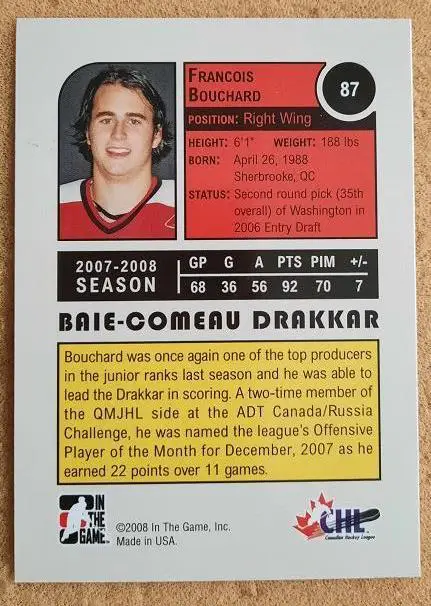 FRANCOIS
BOUCHARD
87
POSITION: Right Wing
HEIGHT: 6'1" WEIGHT: 188 lbs
BORN: April 26, 1988
Sherbrooke, QC
STATUS: Second round pick (35th
overall) of Washington in
2006 Entry Draft
2007-2008
SEASON
GP G A PTS PIM +/-
68 36 56 92 70 7
BAIE-COMEAU DRAKKAR
Bouchard was once again one of the top producers
in the junior ranks last season and he was able to
lead the Drakkar in scoring. A two-time member of
the QMJHL side at the ADT Canada/Russia
Challenge, he was named the league's Offensive
Player of the Month for December, 2007 as he
earned 22 points over 11 games.
IN
THE
GAME
©2008 In The Game, Inc.
Made in USA.
CHL
Canadian Hockey League